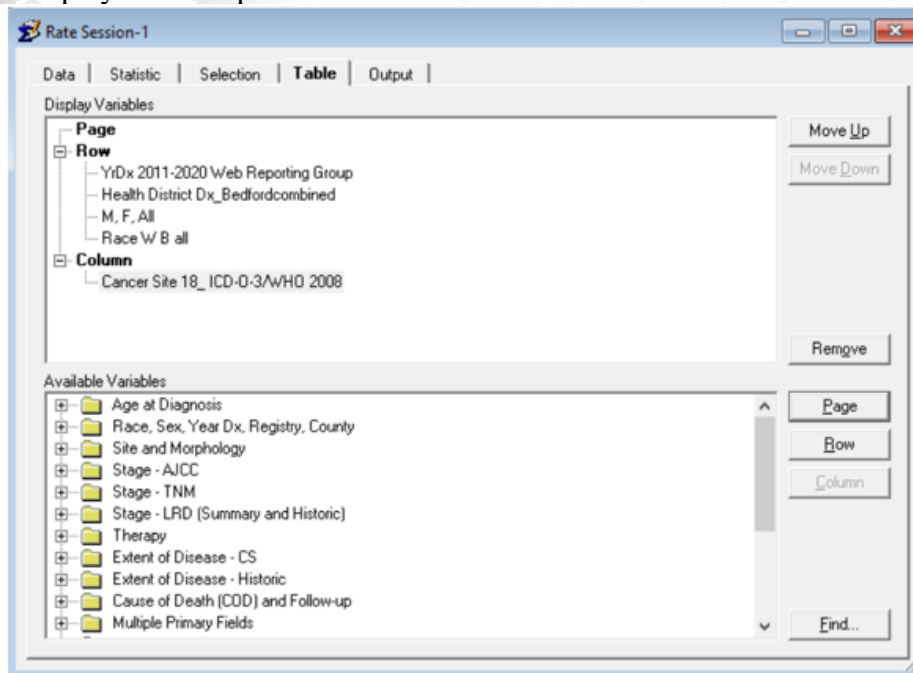 Rate Session-1
Data | Statistic | Selection | Table | Output |
Display Variables
Page
Row
YrDx 2011-2020 Web Reporting Group
Health District Dx_Bedfordcombined
M, F, All
Race W B all
Column
Cancer Site 18_ ICD-O-3/WHO 2008
Move Up
Move Down
Remove
Available Variables
Age at Diagnosis
Race, Sex, Year Dx, Registry, County
Site and Morphology
Stage - AJCC
Stage - TNM
Stage - LRD (Summary and Historic)
Therapy
Extent of Disease - CS
Extent of Disease - Historic
Cause of Death (COD) and Follow-up
Multiple Primary Fields
Page
Row
Column
Find...